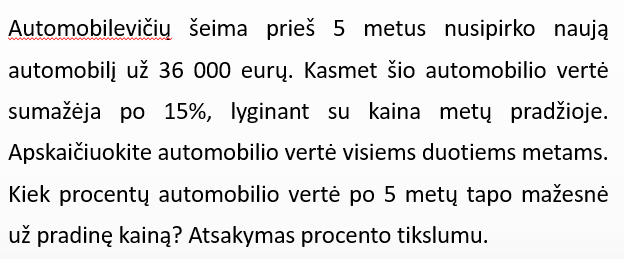 Automobilevičių šeima prieš 5 metus nusipirko naują
automobilį už 36 000 eurų. Kasmet šio automobilio vertė
sumažėja po 15%, lyginant su kaina metų pradžioje.
Apskaičiuokite automobilio vertė visiems duotiems metams.
Kiek procentų automobilio vertė po 5 metų tapo mažesnė
už pradinę kainą? Atsakymas procento tikslumu.